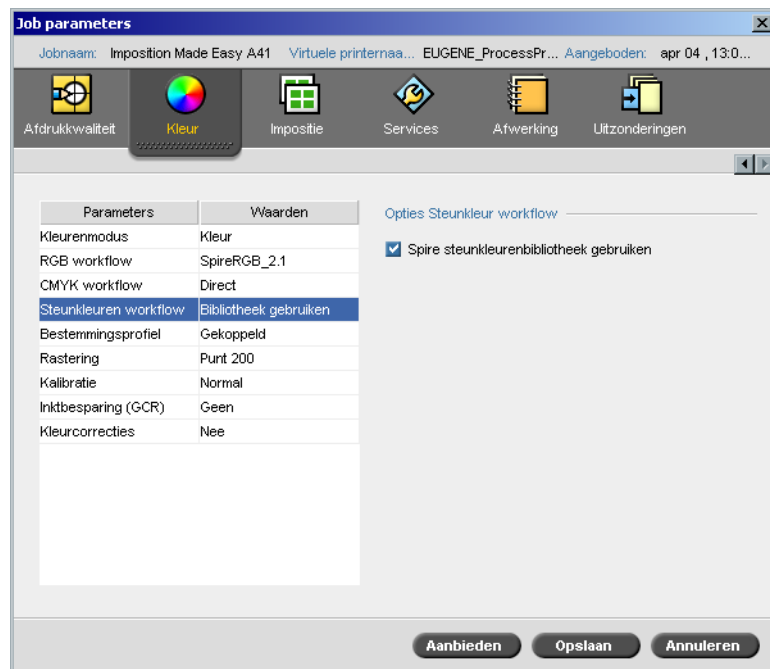 Job parameters
Jobnaam: Imposition Made Easy A41 Virtuele printernaa... EUGENE_ProcessPr... Aangeboden: apr 04 , 13:0...
Afdrukkwaliteit Kleur Impositie Services Afwerking Uitzonderingen
Parameters Waarden
Kleurenmodus Kleur
RGB workflow SpireRGB_2.1
CMYK workflow Direct
Steunkleuren workflow Bibliotheek gebruiken
Bestemmingsprofiel Gekoppeld
Rastering Punt 200
Kalibratie Normal
Inktbesparing (GCR) Geen
Kleurcorrecties Nee
Opties Steunkleur workflow
Spire steunkleurenbibliotheek gebruiken
Aanbieden Opslaan Annuleren